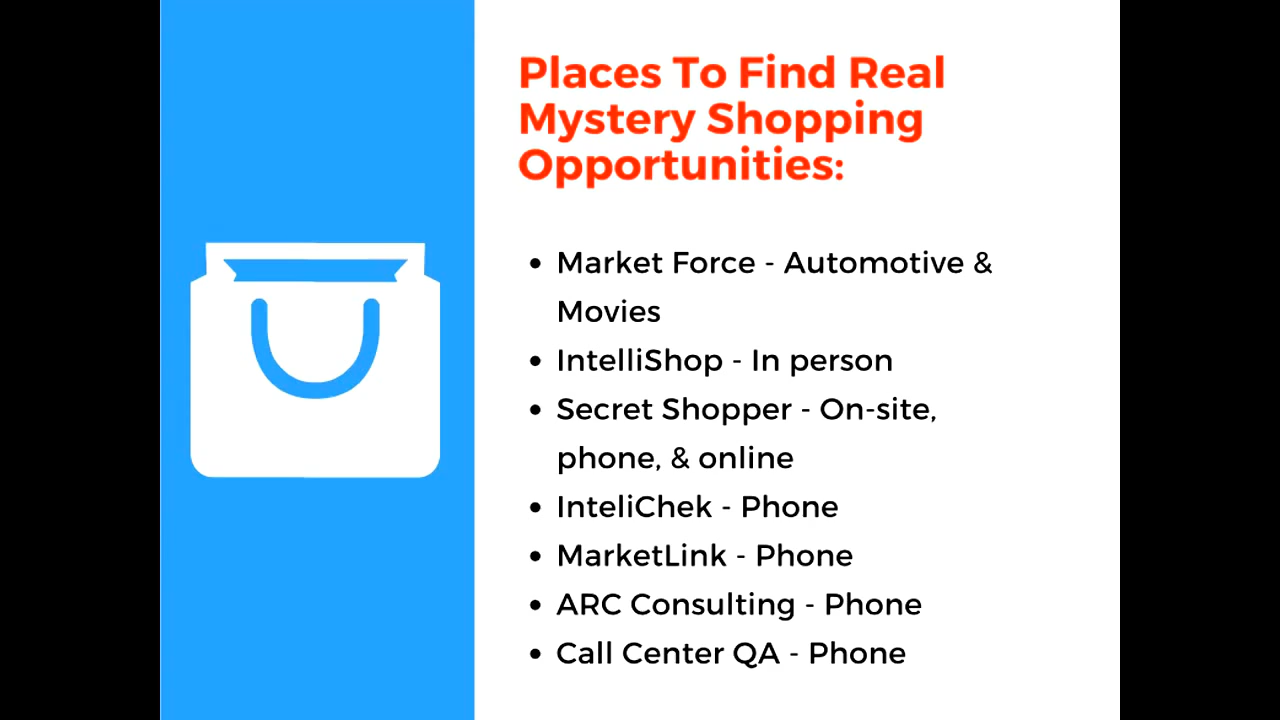 Places To Find Real
Mystery Shopping
Opportunities:
• Market Force - Automotive &
Movies
• IntelliShop - In person
• Secret Shopper - On-site,
phone, & online
• InteliChek - Phone
• MarketLink - Phone
• ARC Consulting - Phone
• Call Center QA - Phone